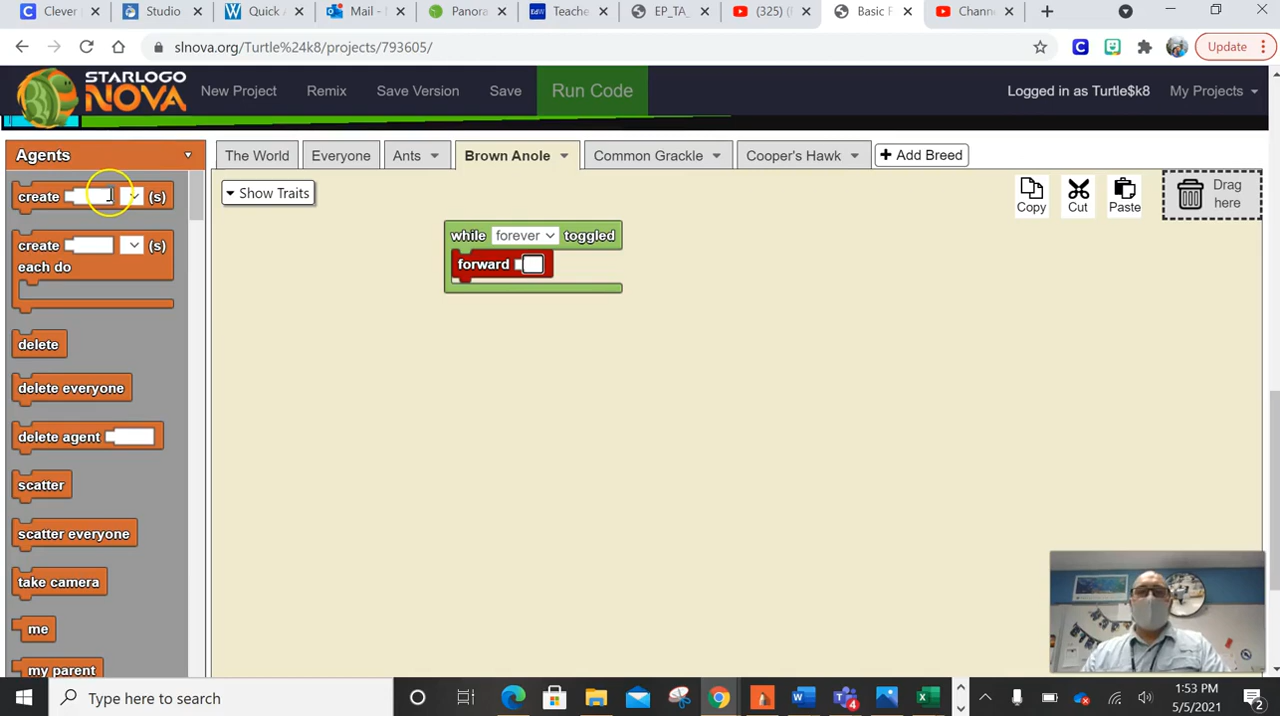 Clever
Studio
Quick A
Mail -
Panora
Teache
EP_TA_
(325) (
Basic F
Chann
slnova.org/Turtle%24k8/projects/793605/
Update
STARLOGO
NOVA
New Project
Remix
Save Version
Save
Run Code
Logged in as Turtle$k8
My Projects
Agents
The World
Everyone
Ants
Brown Anole
Common Grackle
Cooper's Hawk
+ Add Breed
Show Traits
Copy
Cut
Paste
Drag
here
create (s)
create (s)
each do
delete
delete everyone
delete agent
scatter
scatter everyone
take camera
me
my parent
while forever toggled
forward
Type here to search
1:53 PM
5/5/2021
4
2